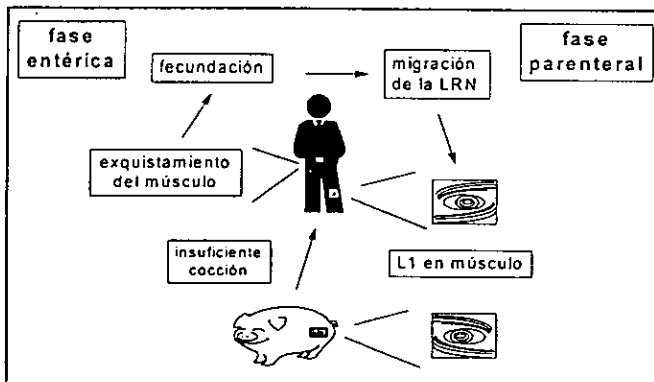 fase
entérica
fase
parenteral
fecundación
migración
de la LRN
exquistamiento
del músculo
insuficiente
cocción
L1 en músculo